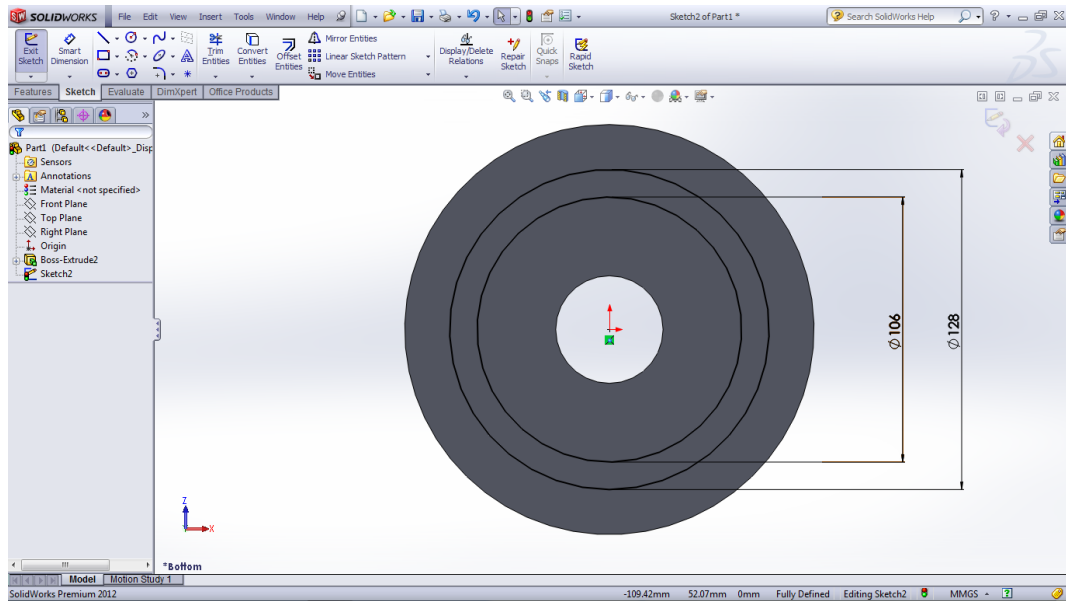 SOLIDWORKS File Edit View Insert Tools Window Help Sketch2 of Part1 * Search SolidWorks Help
Exit Sketch
Smart Dimension
Trim Entities
Convert Entities
Offset Entities
Mirror Entities
Linear Sketch Pattern
Move Entities
Display/Delete Relations
Repair Sketch
Quick Snaps
Rapid Sketch
Features Sketch Evaluate DimXpert Office Products
Part1 (Default<<Default>_Disp
Sensors
Annotations
Material <not specified>
Front Plane
Top Plane
Right Plane
Origin
Boss-Extrude2
Sketch2
∅106
∅128
Z
X
*Bottom
Model Motion Study 1
SolidWorks Premium 2012 -109.42mm 52.07mm 0mm Fully Defined Editing Sketch2 MMGS